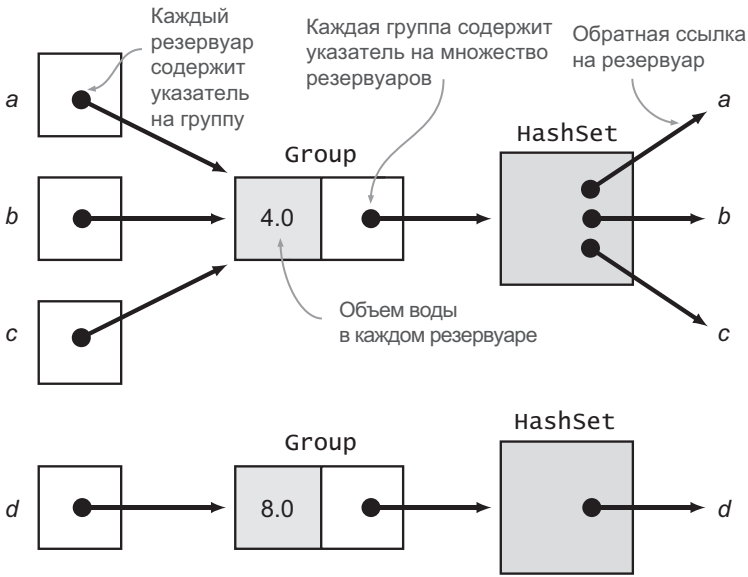 Каждый
резервуар
содержит
указатель
на группу
Каждая группа содержит
указатель на множество
резервуаров
Обратная ссылка
на резервуар
a
a
HashSet
Group
b
4.0
b
Объем воды
в каждом резервуаре
c
c
HashSet
Group
d
8.0
d